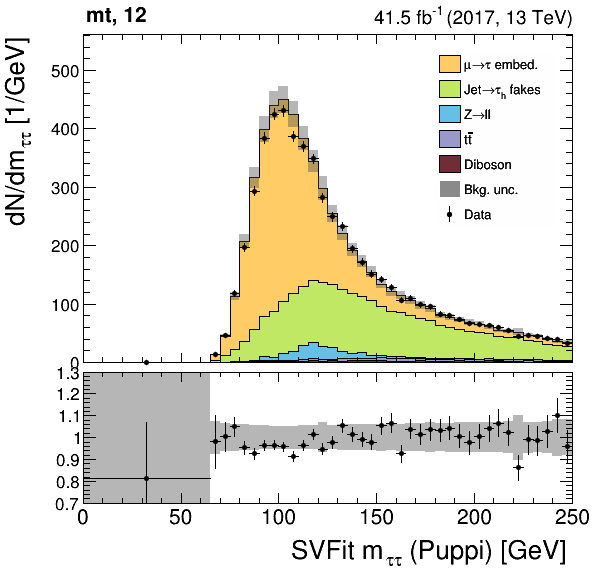 mt, 12
41.5 fb⁻¹ (2017, 13 TeV)
dN/dm_ττ [1/GeV]
500
400
300
200
100
0
μ→τ embed.
Jet→τ_h fakes
Z→ll
tt̄
Diboson
Bkg. unc.
Data
1.3
1.2
1.1
1
0.9
0.8
0.7
0 50 100 150 200 250
SVFit m_ττ (Puppi) [GeV]